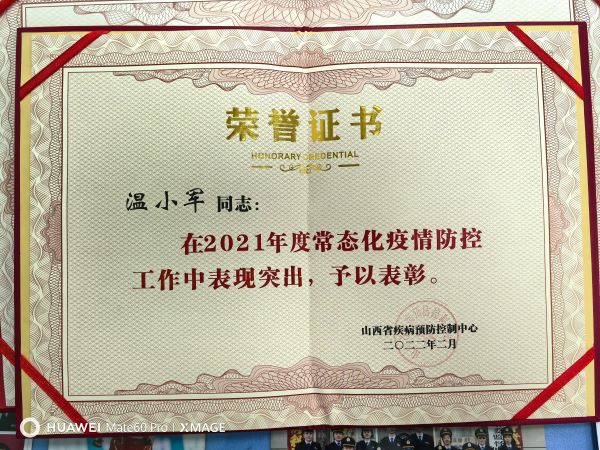 荣誉证书
HONORARY CREDENTIAL
温小军 同志：
在2021年度常态化疫情防控
工作中表现突出，予以表彰。
山西省疾病预防控制中心
二〇二二年二月
HUAWEI Mate60 Pro | XMAGE